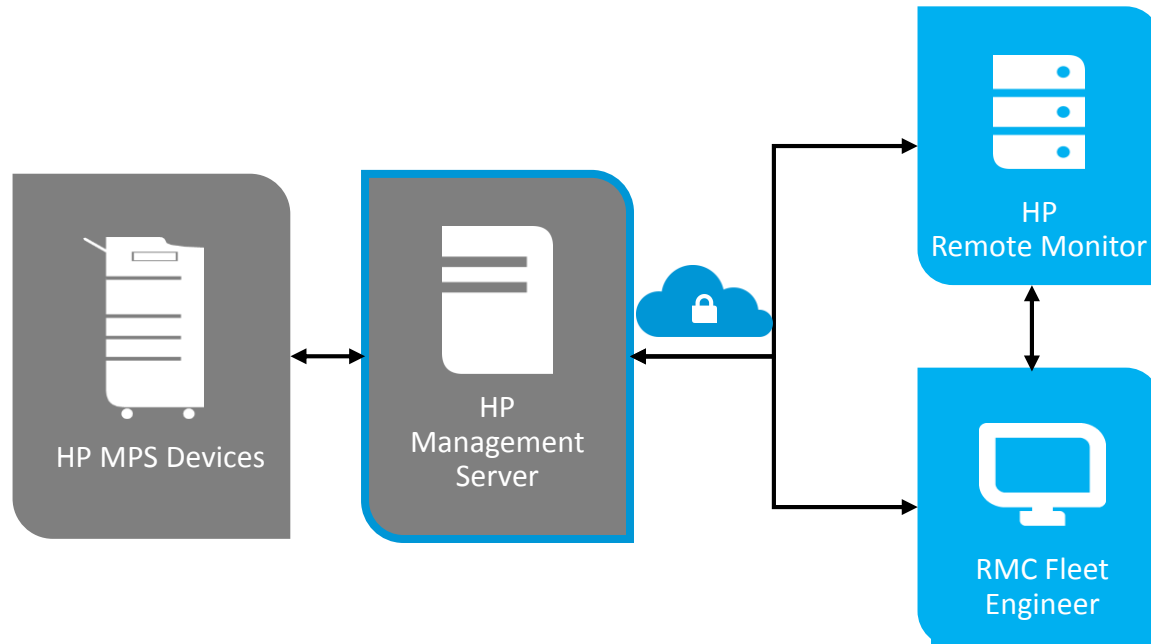 HP MPS Devices
HP
Management
Server
HP
Remote Monitor
RMC Fleet
Engineer